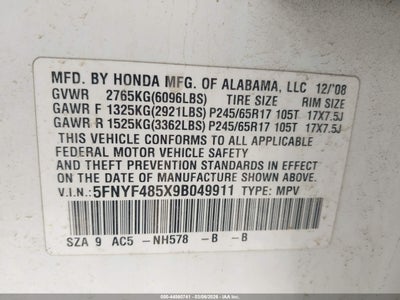 MFD. BY HONDA MFG. OF ALABAMA, LLC 12/'08
GVWR 2765KG(6096LBS) TIRE SIZE RIM SIZE
GAWR F 1325KG(2921LBS) P245/65R17 105T 17X7.5J
GAWR R 1525KG(3362LBS) P245/65R17 105T 17X7.5J
THIS VEHICLE CONFORMS TO ALL APPLICABLE
FEDERAL MOTOR VEHICLE SAFETY, BUMPER,
AND THEFT PREVENTION STANDARDS IN EFFECT
ON THE DATE OF MANUFACTURE SHOWN ABOVE.
V.I.N.: 5FNYF485X9B049911 TYPE: MPV
SZA 9 AC5 -NH578 -B -B